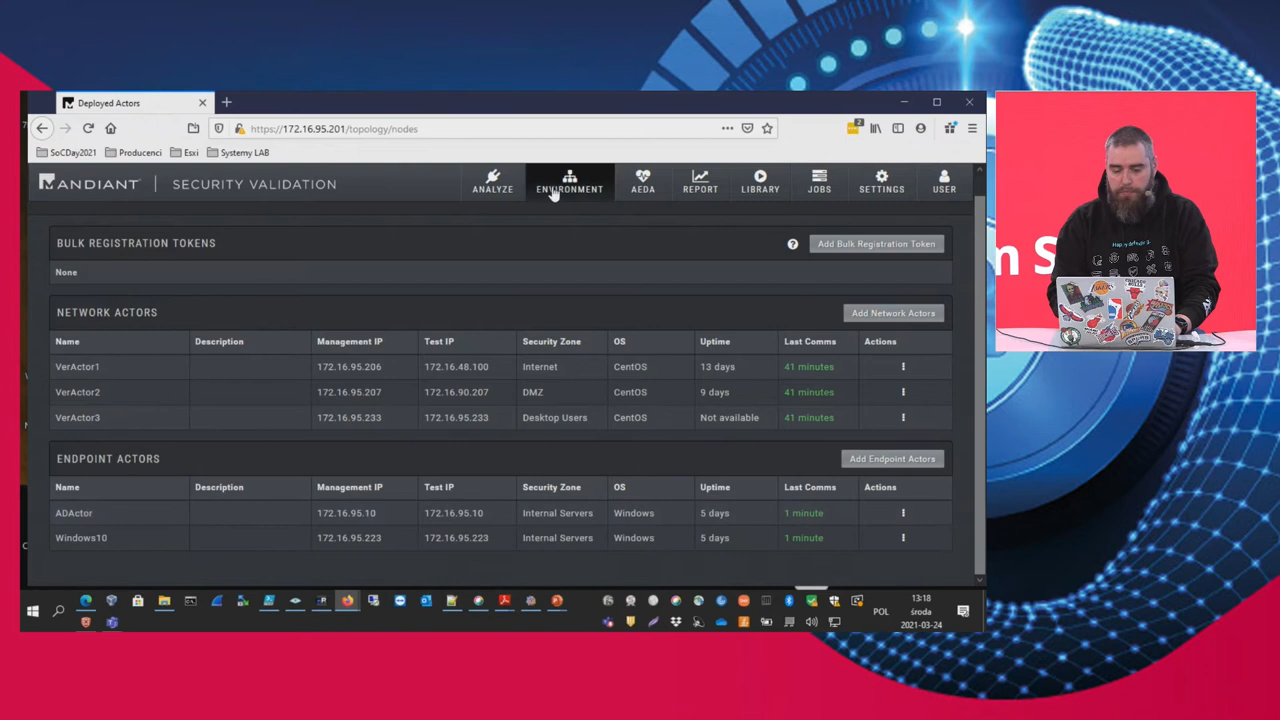 Deployed Actors
https://172.16.95.201/topology/nodes
2
SoCDay2021 Producenci Esxi Systemy LAB
MANDIANT | SECURITY VALIDATION
ANALYZE ENVIRONMENT AEDA REPORT LIBRARY JOBS SETTINGS USER
BULK REGISTRATION TOKENS ? Add Bulk Registration Token
None
NETWORK ACTORS Add Network Actors
Name Description Management IP Test IP Security Zone OS Uptime Last Comms Actions
VerActor1 172.16.95.206 172.16.48.100 Internet CentOS 13 days 41 minutes
VerActor2 172.16.95.207 172.16.90.207 DMZ CentOS 9 days 41 minutes
VerActor3 172.16.95.233 172.16.95.233 Desktop Users CentOS Not available 41 minutes
ENDPOINT ACTORS Add Endpoint Actors
Name Description Management IP Test IP Security Zone OS Uptime Last Comms Actions
ADActor 172.16.95.10 172.16.95.10 Internal Servers Windows 5 days 1 minute
Windows10 172.16.95.223 172.16.95.223 Internal Servers Windows 5 days 1 minute
POL
13:18
środa
2021-03-24
n S